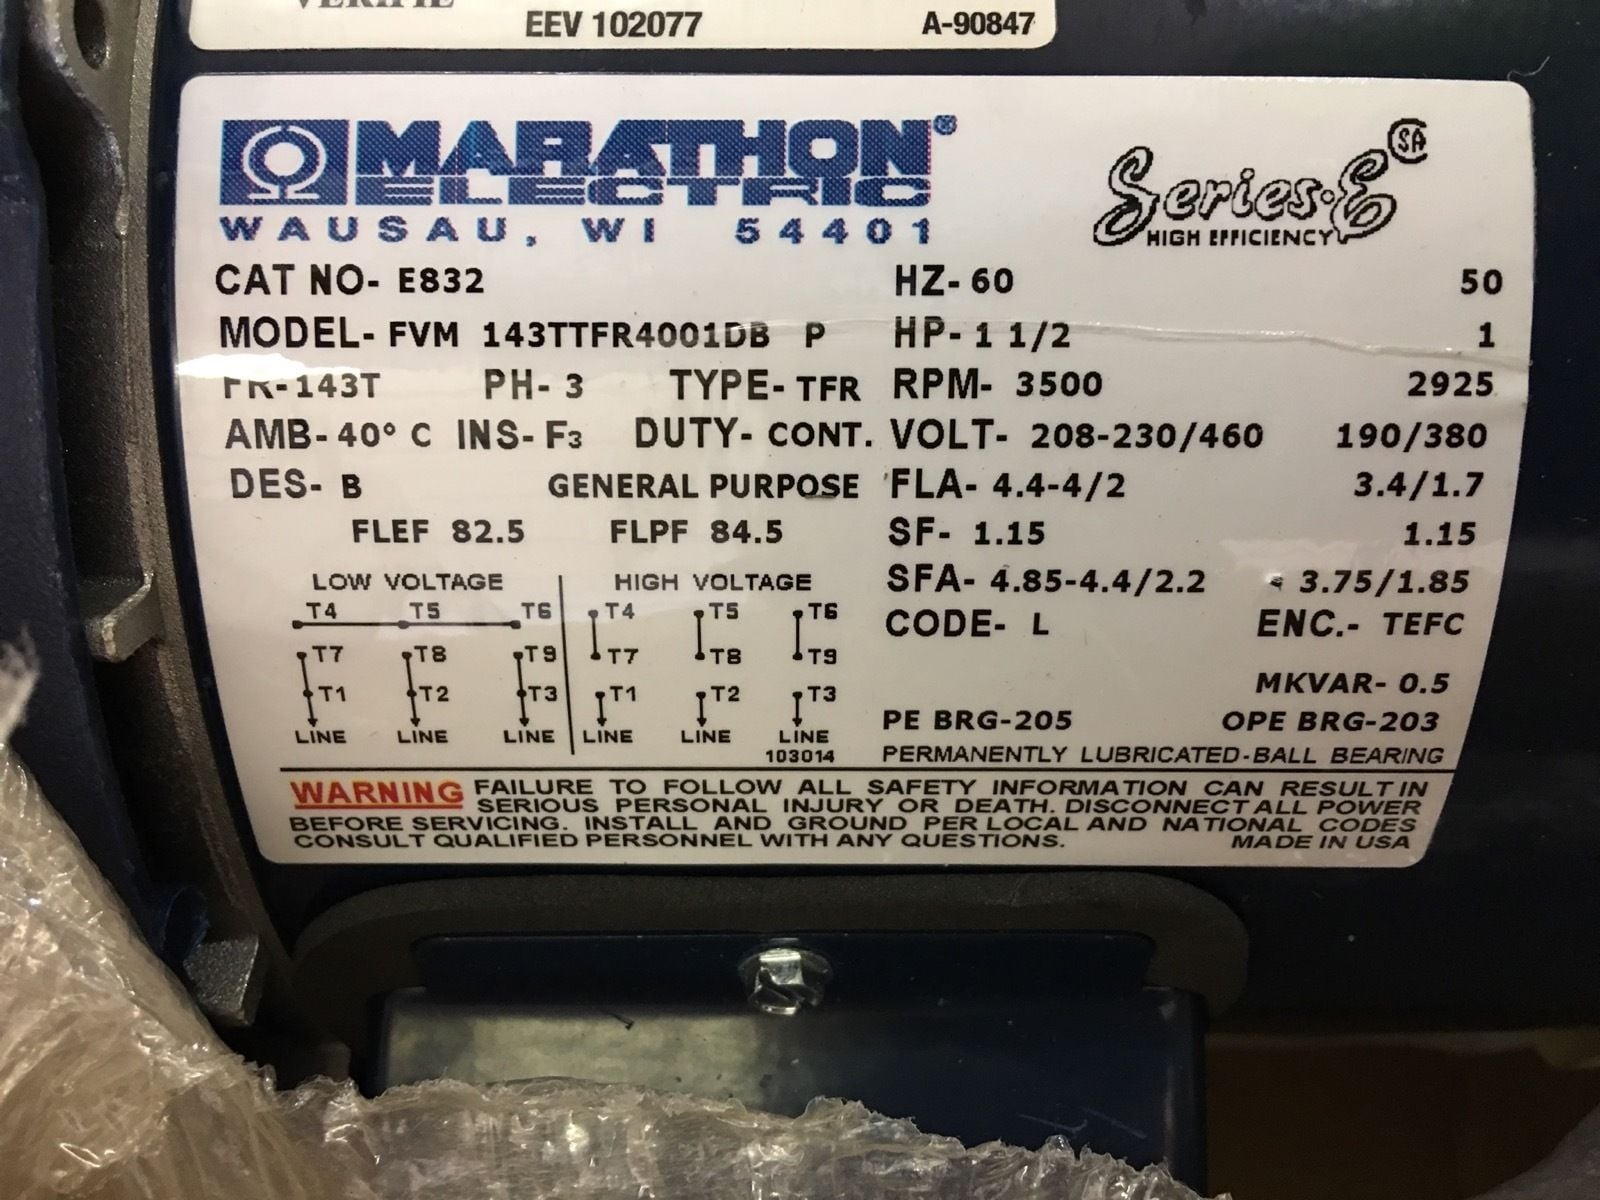 EEV 102077 A-90847
MARATHON®
ELECTRIC
WAUSAU, WI 54401
Series·E SA
HIGH EFFICIENCY
CAT NO- E832 HZ- 60 50
MODEL- FVM 143TTFR4001DB P HP- 1 1/2 1
FR- 143T PH- 3 TYPE- TFR RPM- 3500 2925
AMB- 40° C INS- F3 DUTY- CONT. VOLT- 208-230/460 190/380
DES- B GENERAL PURPOSE FLA- 4.4-4/2 3.4/1.7
FLEF 82.5 FLPF 84.5 SF- 1.15 1.15
LOW VOLTAGE HIGH VOLTAGE SFA- 4.85-4.4/2.2 3.75/1.85
T4 T5 T6 T4 T5 T6 CODE- L ENC.- TEFC
T7 T8 T9 T7 T8 T9
T1 T2 T3 T1 T2 T3 MKVAR- 0.5
LINE LINE LINE LINE LINE LINE PE BRG-205 OPE BRG-203
103014 PERMANENTLY LUBRICATED-BALL BEARING
WARNING FAILURE TO FOLLOW ALL SAFETY INFORMATION CAN RESULT IN
SERIOUS PERSONAL INJURY OR DEATH. DISCONNECT ALL POWER
BEFORE SERVICING. INSTALL AND GROUND PER LOCAL AND NATIONAL CODES
CONSULT QUALIFIED PERSONNEL WITH ANY QUESTIONS. MADE IN USA